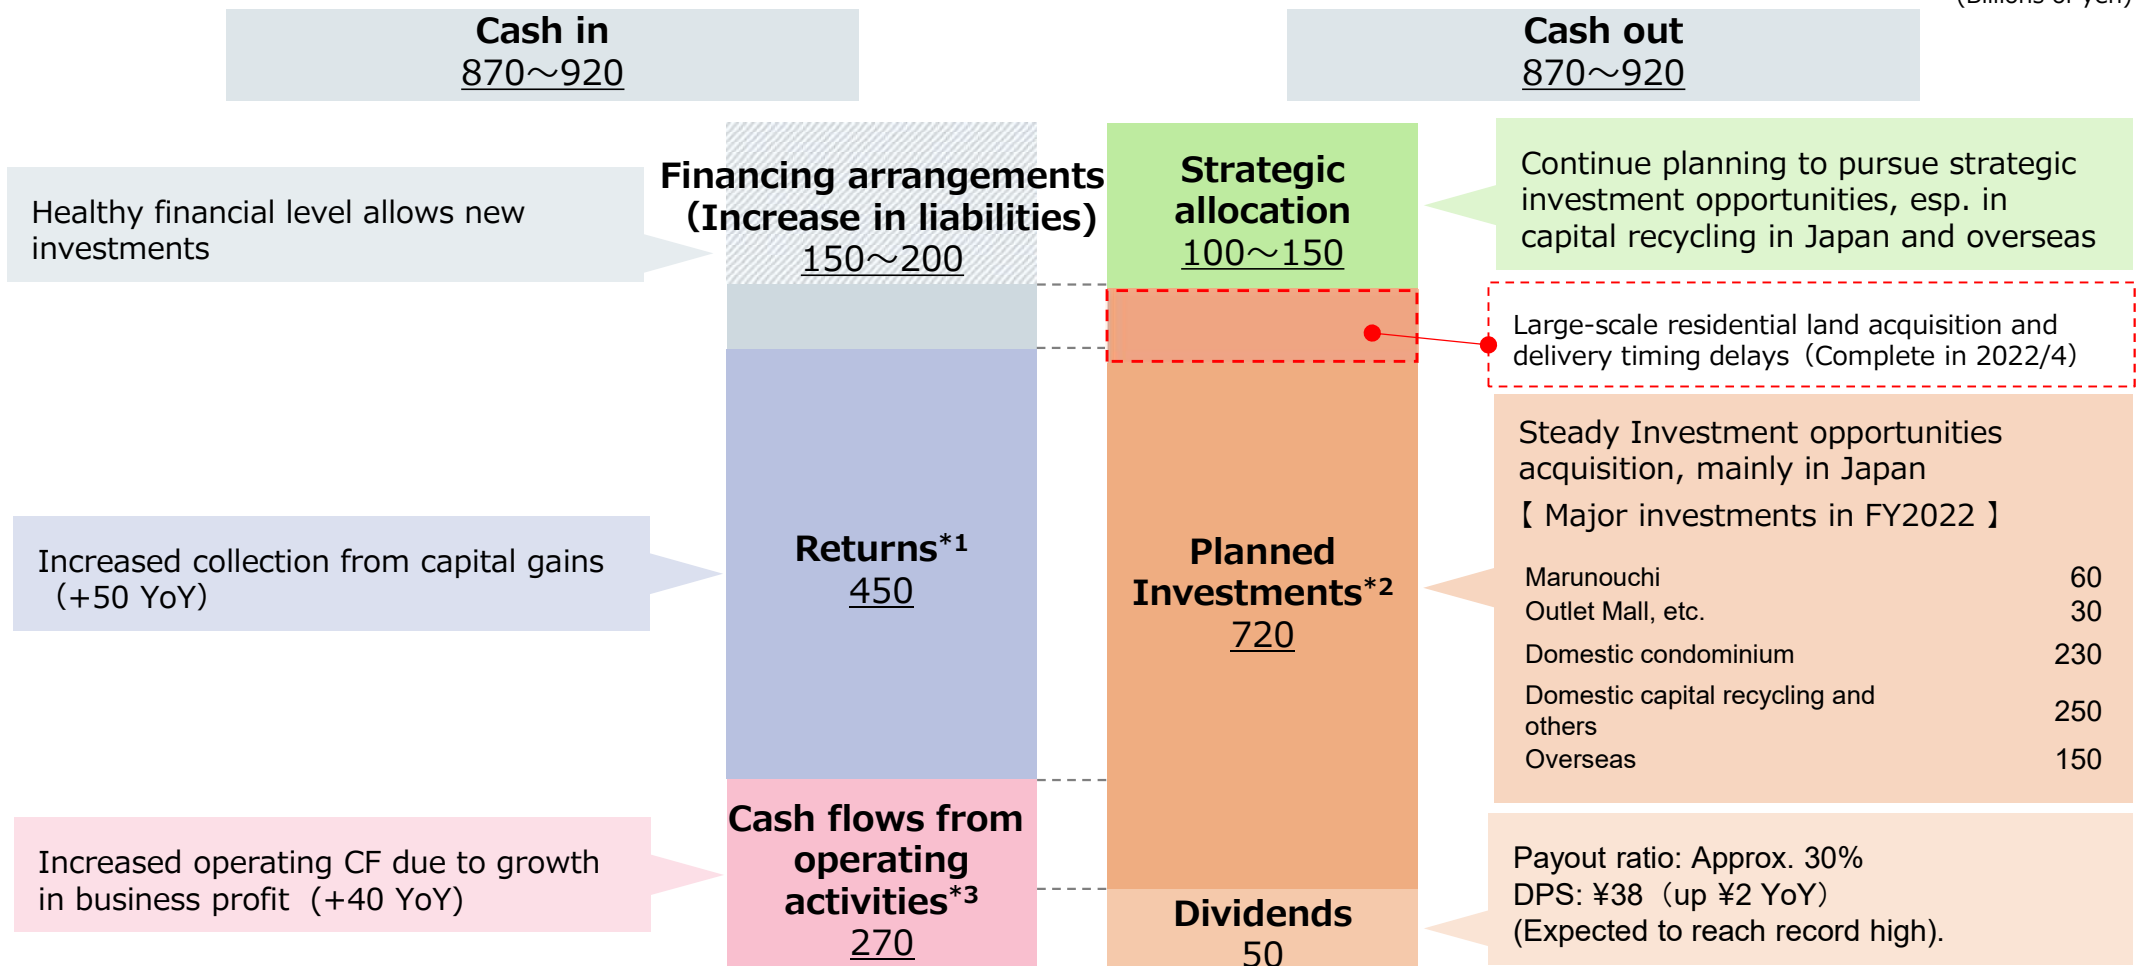 (Billions of yen)
Cash in
870～920
Cash out
870～920
Healthy financial level allows new
investments
Financing arrangements
(Increase in liabilities)
150～200
Strategic
allocation
100～150
Continue planning to pursue strategic
investment opportunities, esp. in
capital recycling in Japan and overseas
Large-scale residential land acquisition and
delivery timing delays（Complete in 2022/4）
Increased collection from capital gains
（+50 YoY）
Returns*1
450
Planned
Investments*2
720
Steady Investment opportunities
acquisition, mainly in Japan
【 Major investments in FY2022 】
Marunouchi 60
Outlet Mall, etc. 30
Domestic condominium 230
Domestic capital recycling and
others 250
Overseas 150
Increased operating CF due to growth
in business profit（+40 YoY）
Cash flows from
operating
activities*3
270
Dividends
50
Payout ratio: Approx. 30%
DPS: ¥38（up ¥2 YoY）
(Expected to reach record high).